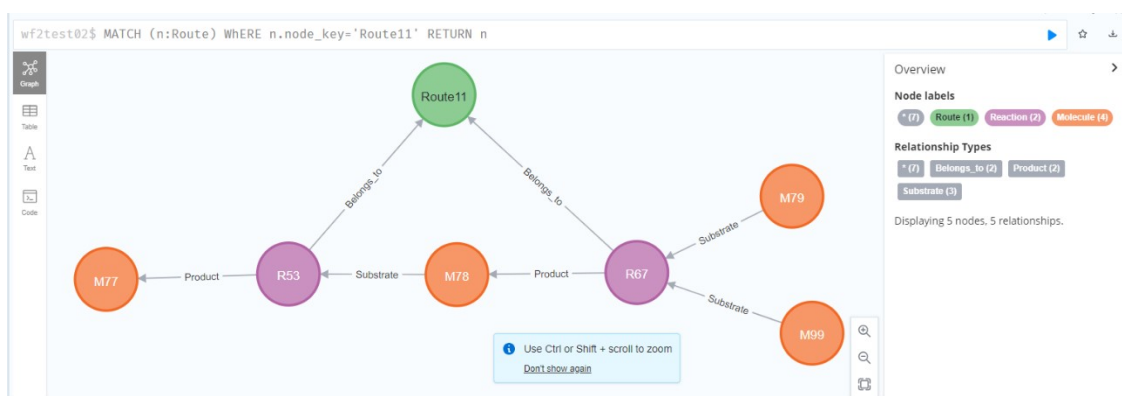 wf2test02$ MATCH (n:Route) WhERE n.node_key='Route11' RETURN n
Graph
Table
Text
Code
Route11
Belongs_to
Belongs_to
M79
Substrate
M77
Product
R53
Substrate
M78
Product
R67
Substrate
M99
Use Ctrl or Shift + scroll to zoom
Don't show again
Overview
Node labels
* (7) Route (1) Reaction (2) Molecule (4)
Relationship Types
* (7) Belongs_to (2) Product (2)
Substrate (3)
Displaying 5 nodes, 5 relationships.